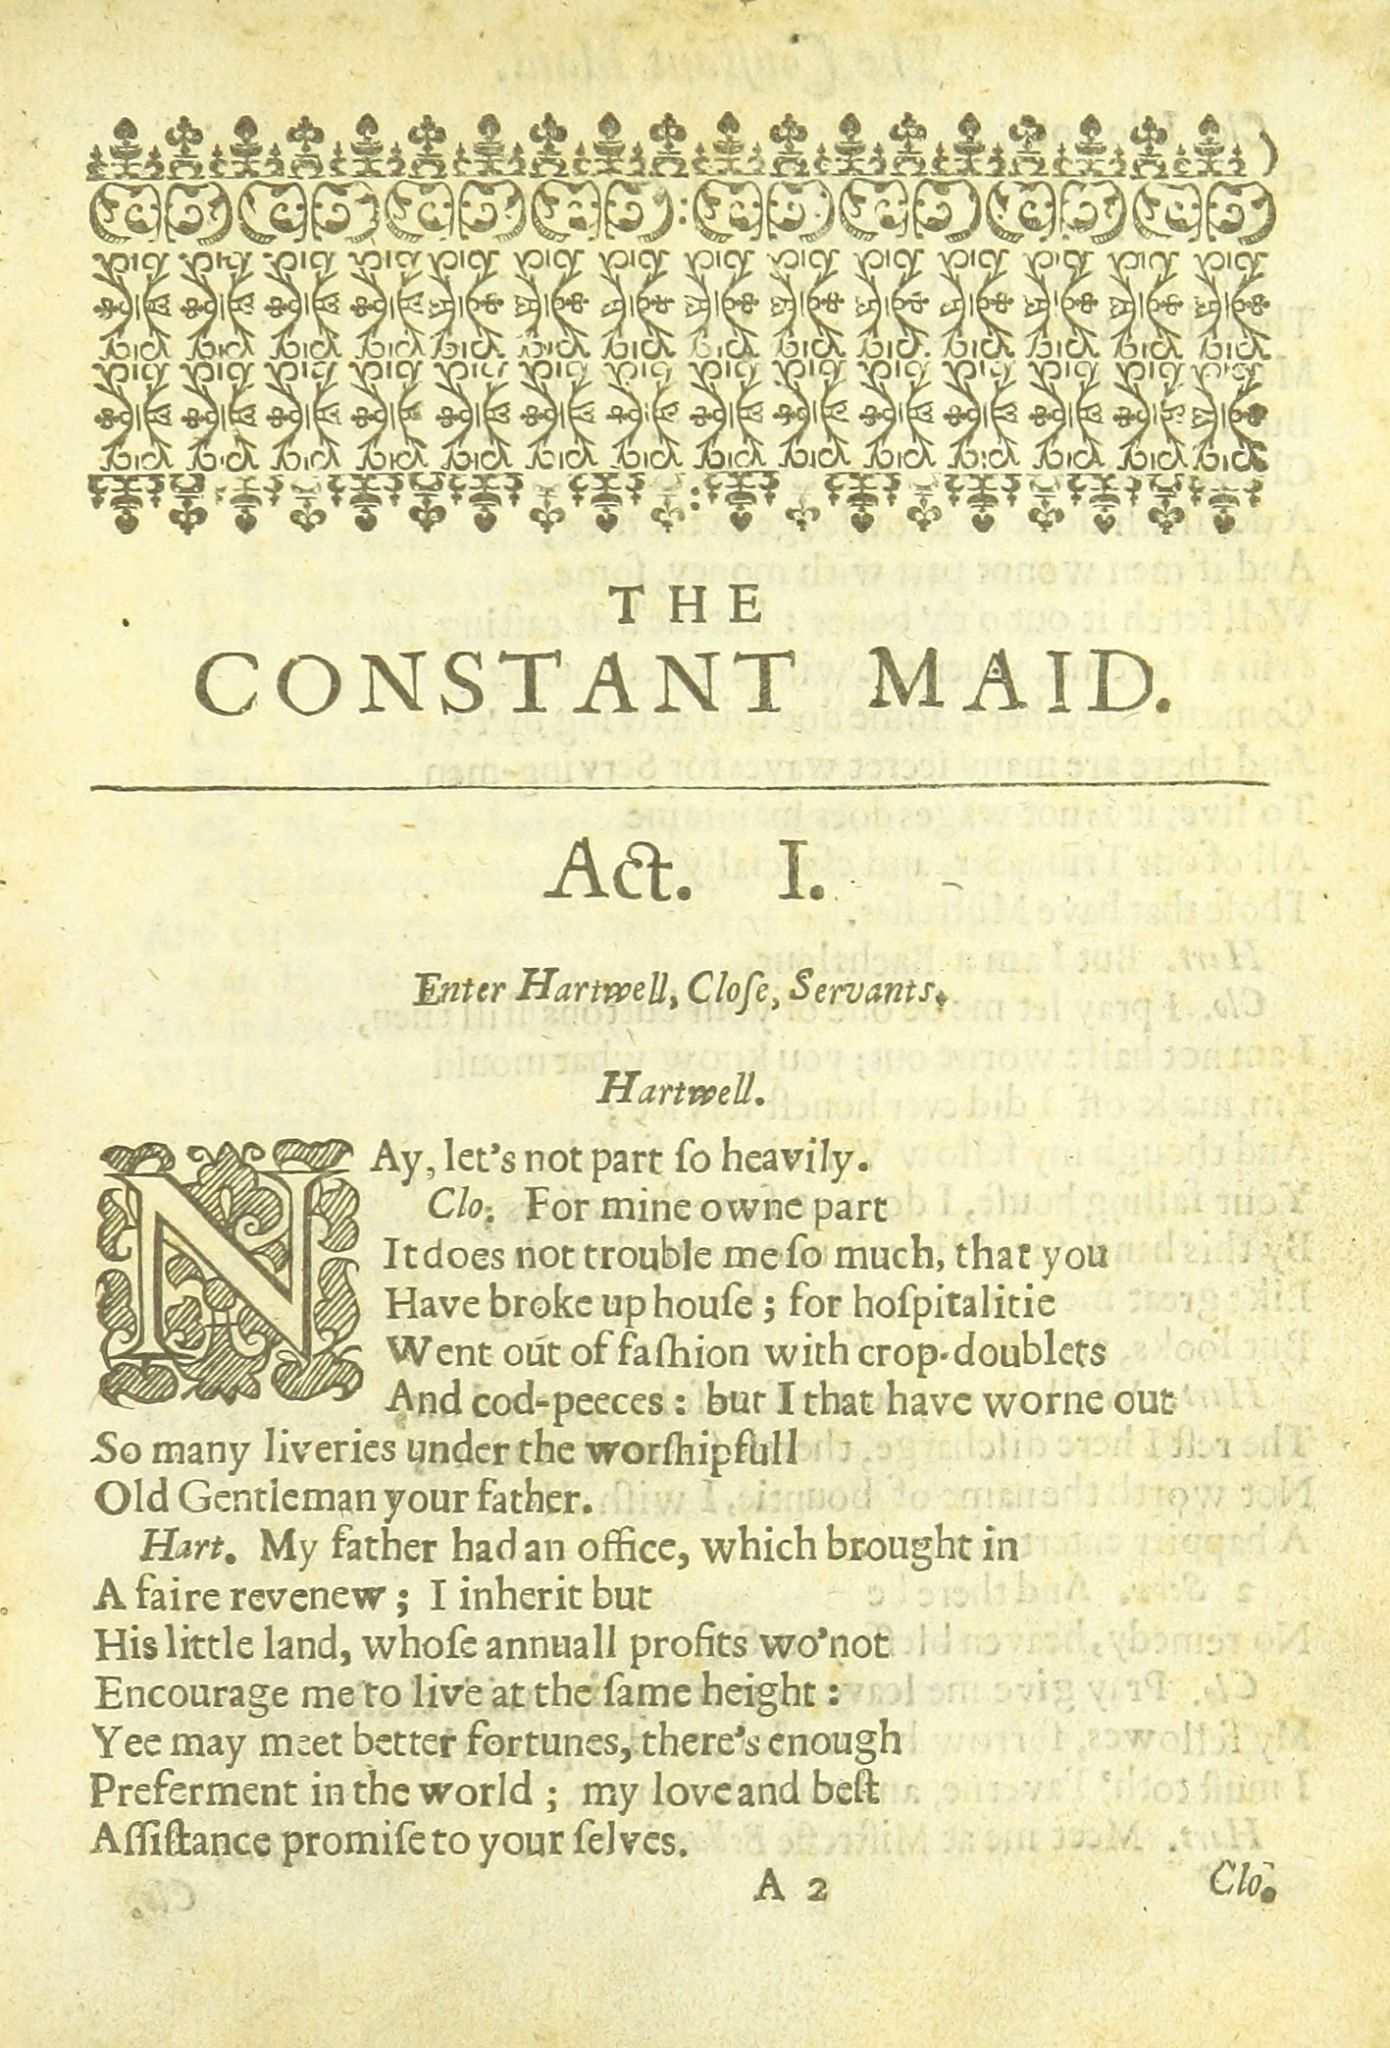 THE
CONSTANT MAID.
Act. I.
Enter Hartwell, Cloſe, Servants.
Hartwell.
NAy, let's not part ſo heavily.
Clo. For mine owne part
It does not trouble me ſo much, that you
Have broke up houſe ; for hoſpitalitie
Went out of faſhion with crop-doublets
And cod-peeces : but I that have worne out
So many liveries under the worſhipfull
Old Gentleman your father.
Hart. My father had an office, which brought in
A faire revenew ; I inherit but
His little land, whoſe annuall profits wo'not
Encourage me to live at the ſame height :
Yee may meet better fortunes, there's enough
Preferment in the world ; my love and beſt
Aſſiſtance promiſe to your ſelves.
A 2 Clo.